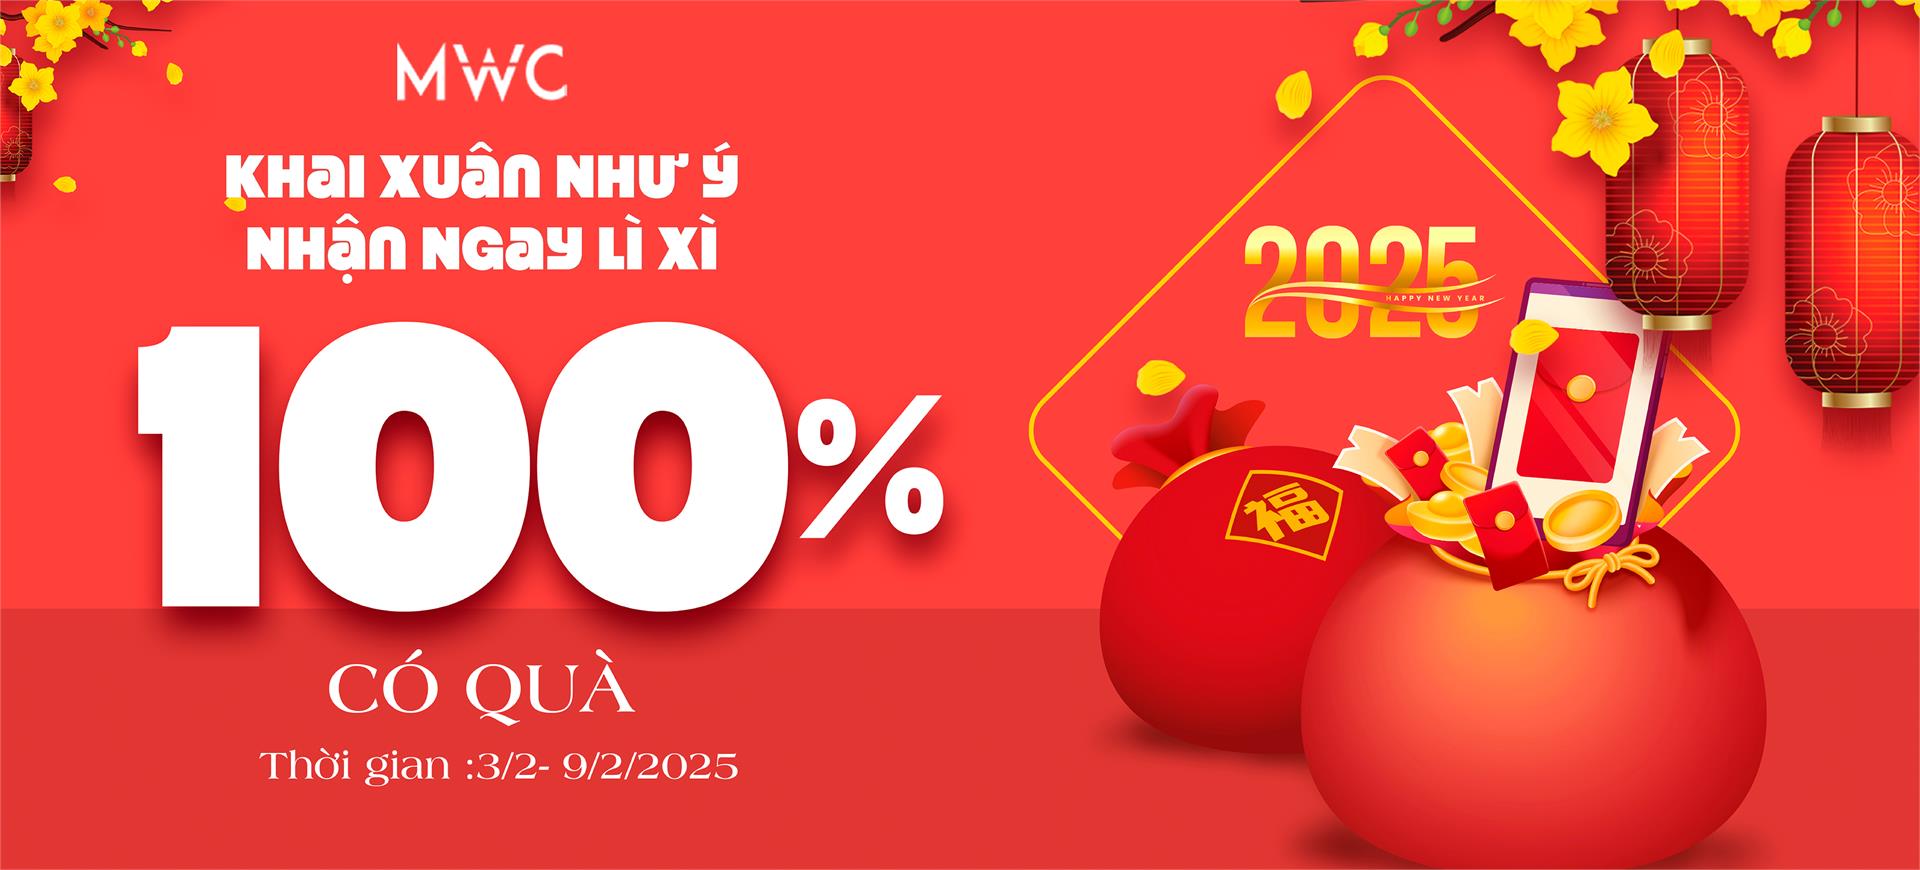 MWC
KHAI XUÂN NHƯ Ý
NHẬN NGAY LÌ XÌ
100%
CÓ QUÀ
Thời gian :3/2- 9/2/2025
2025
HAPPY NEW YEAR
福